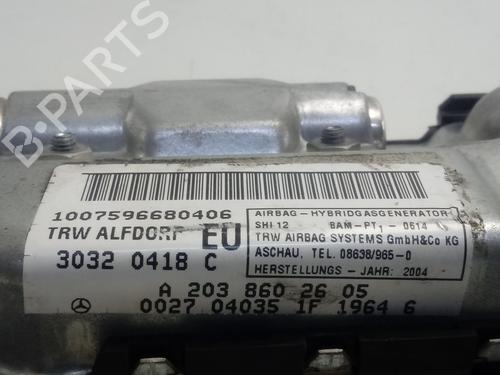 B-PARTS
1007596680406
TRW ALFDORF EU
3032 0418 C
AIRBAG - HYBRIDGASGENERATOR
SHI 12 BAM-PT1 - 0614
TRW AIRBAG SYSTEMS GmbH&Co KG
ASCHAU, TEL. 08638/965-0
HERSTELLUNGS - JAHR: 2004
A 203 860 26 05
0027 04035 1F 1964 6